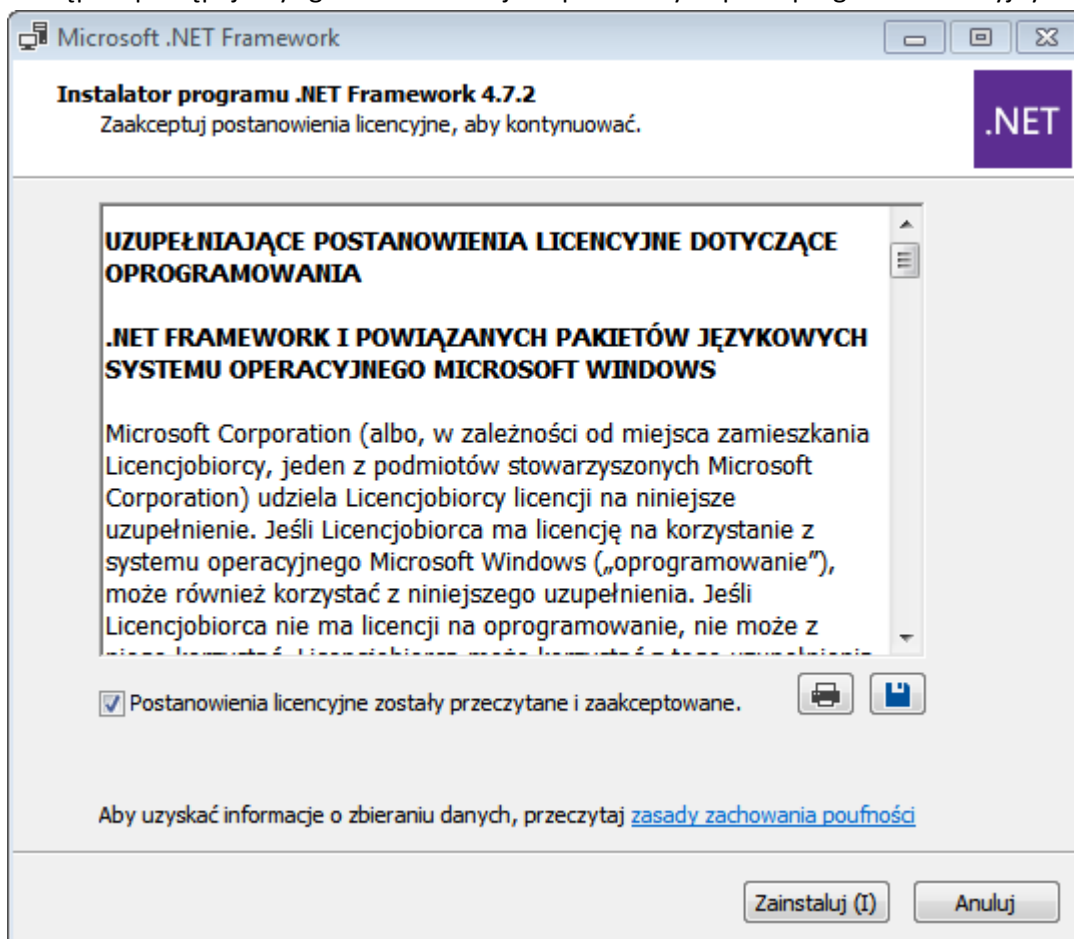 Microsoft .NET Framework
Instalator programu .NET Framework 4.7.2
Zaakceptuj postanowienia licencyjne, aby kontynuować.
.NET
UZUPEŁNIAJĄCE POSTANOWIENIA LICENCYJNE DOTYCZĄCE
OPROGRAMOWANIA
.NET FRAMEWORK I POWIĄZANYCH PAKIETÓW JĘZYKOWYCH
SYSTEMU OPERACYJNEGO MICROSOFT WINDOWS
Microsoft Corporation (albo, w zależności od miejsca zamieszkania
Licencjobiorcy, jeden z podmiotów stowarzyszonych Microsoft
Corporation) udziela Licencjobiorcy licencji na niniejsze
uzupełnienie. Jeśli Licencjobiorca ma licencję na korzystanie z
systemu operacyjnego Microsoft Windows („oprogramowanie”),
może również korzystać z niniejszego uzupełnienia. Jeśli
Licencjobiorca nie ma licencji na oprogramowanie, nie może z
Postanowienia licencyjne zostały przeczytane i zaakceptowane.
Aby uzyskać informacje o zbieraniu danych, przeczytaj zasady zachowania poufności
Zainstaluj (I)
Anuluj